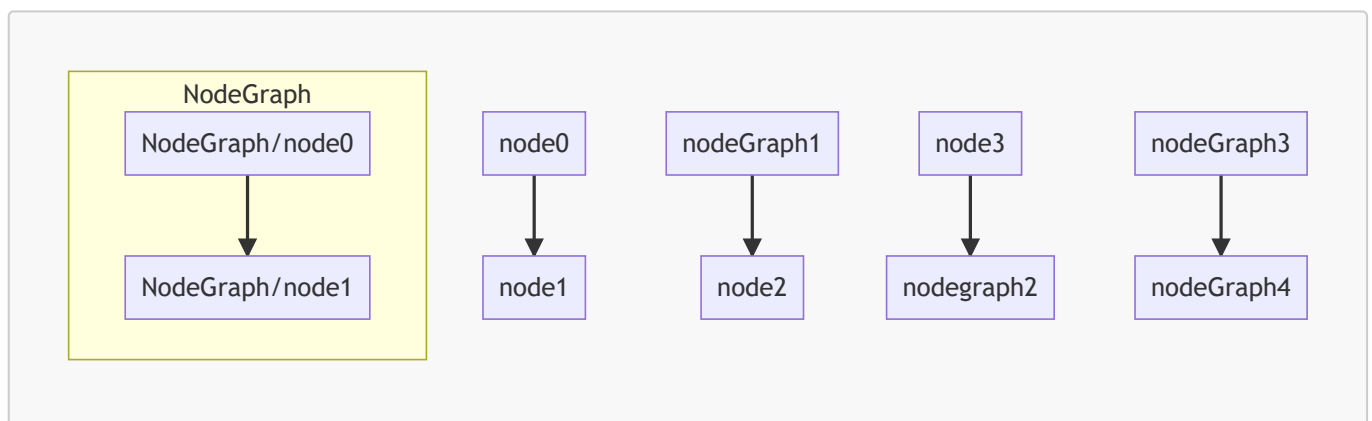 NodeGraph
NodeGraph/node0
node0
nodeGraph1
node3
nodeGraph3
NodeGraph/node1
node1
node2
nodegraph2
nodeGraph4